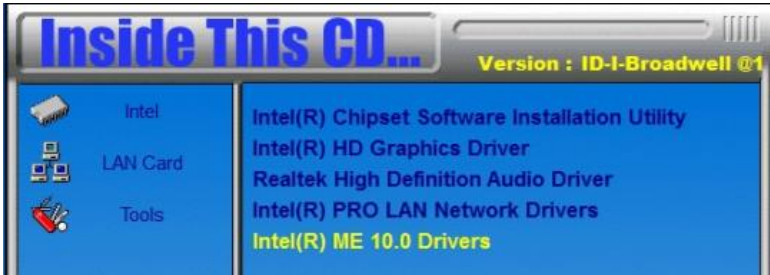 Inside This CD...
Version : ID-I-Broadwell @1
Intel
LAN Card
Tools
Intel(R) Chipset Software Installation Utility
Intel(R) HD Graphics Driver
Realtek High Definition Audio Driver
Intel(R) PRO LAN Network Drivers
Intel(R) ME 10.0 Drivers